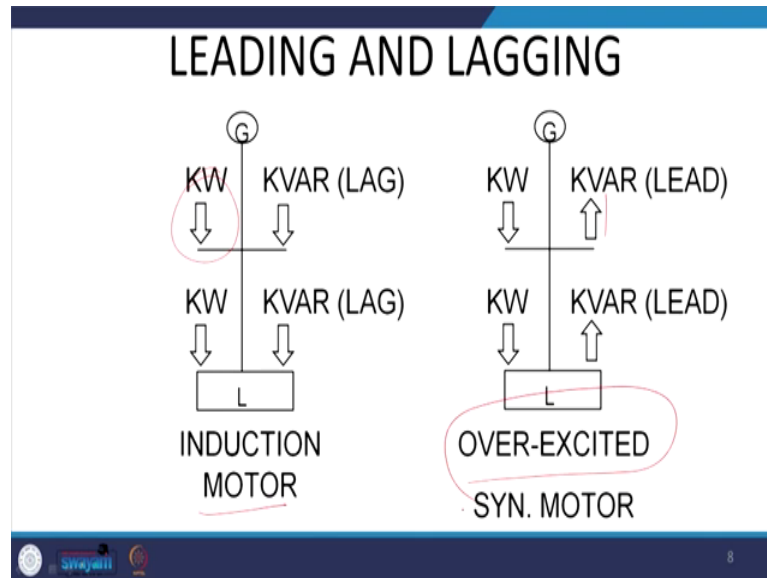 LEADING AND LAGGING
G
KW KVAR (LAG)
KW KVAR (LAG)
L
INDUCTION
MOTOR
G
KW KVAR (LEAD)
KW KVAR (LEAD)
L
OVER-EXCITED
SYN. MOTOR
swayam
8